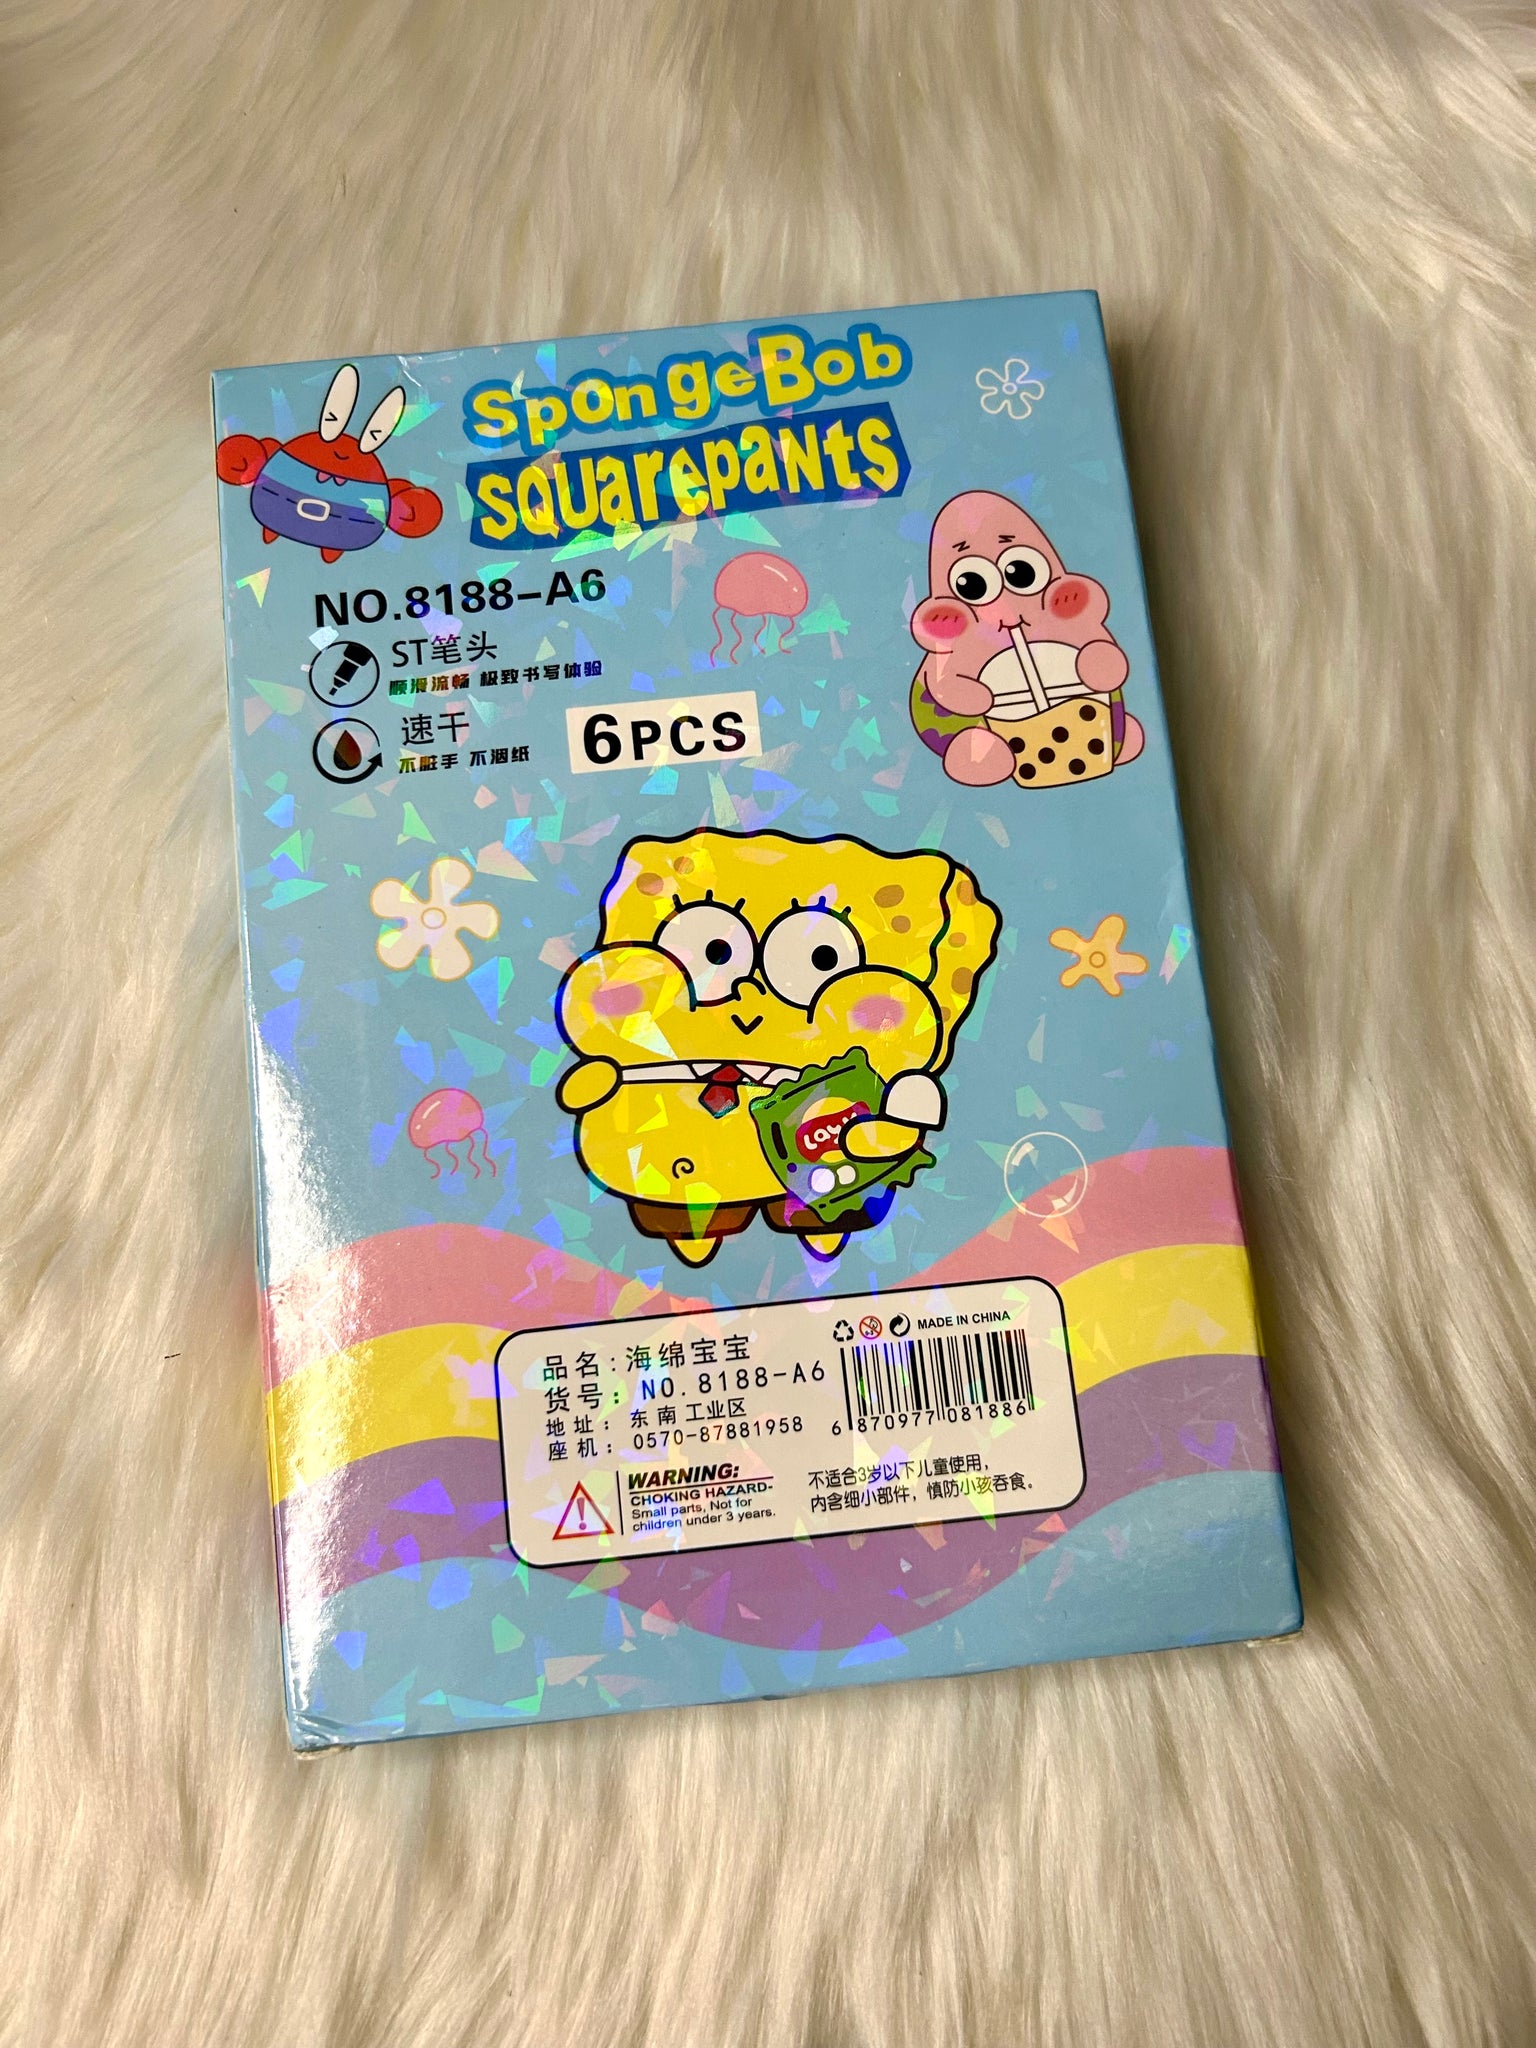 SpongeBob
SQUAREPANTS
NO.8188-A6
ST笔头
顺滑流畅 极致书写体验
速干
不脏手 不洇纸
6PCS
Lay's
MADE IN CHINA
品名:海绵宝宝
货号: NO.8188-A6
地址: 东南工业区
座机: 0570-87881958
6 870977 081886
WARNING:
CHOKING HAZARD-
Small parts, Not for
children under 3 years.
不适合3岁以下儿童使用,
内含细小部件，慎防小孩吞食。